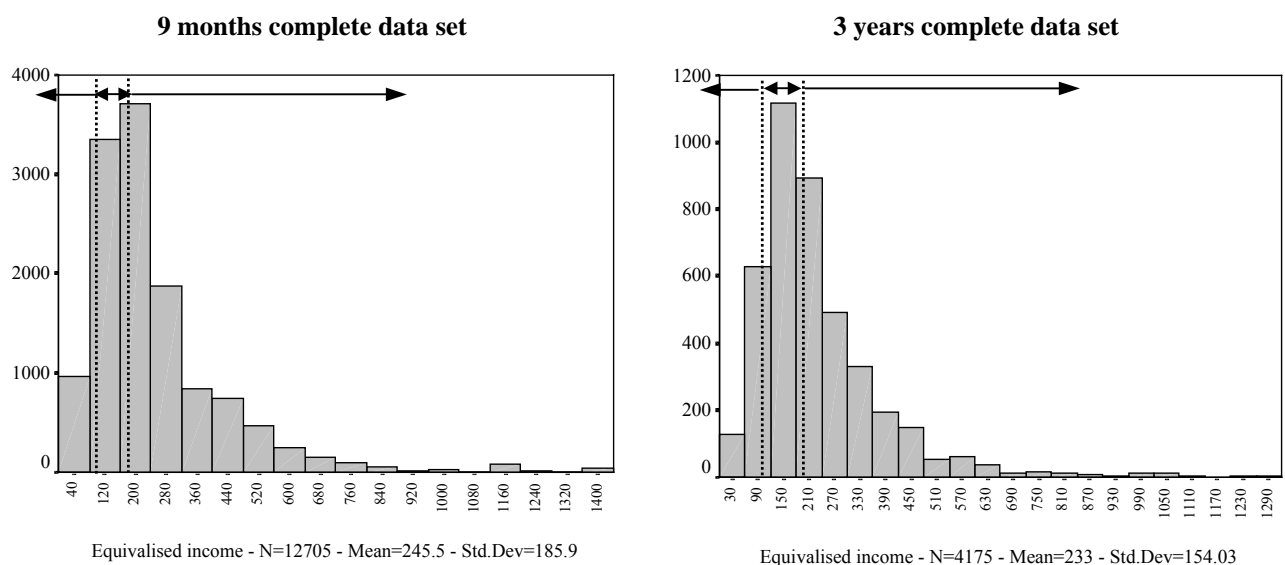 9 months complete data set
4000
3000
2000
1000
0
40 120 200 280 360 440 520 600 680 760 840 920 1000 1080 1160 1240 1320 1400
Equivalised income - N=12705 - Mean=245.5 - Std.Dev=185.9
3 years complete data set
1200
1000
800
600
400
200
0
30 90 150 210 270 330 390 450 510 570 630 690 750 810 870 930 990 1050 1110 1170 1230 1290
Equivalised income - N=4175 - Mean=233 - Std.Dev=154.03